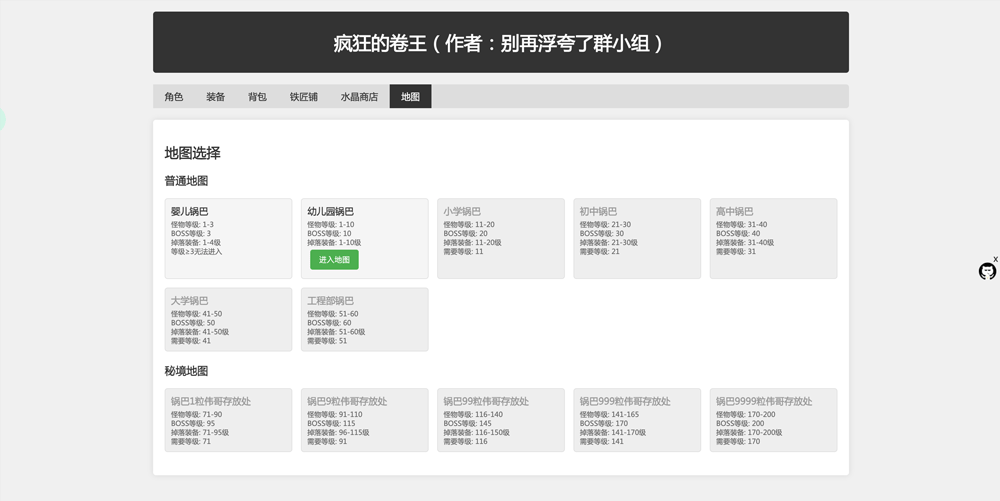 疯狂的卷王（作者：别再浮夸了群小组）
角色 装备 背包 铁匠铺 水晶商店 地图
地图选择
普通地图
婴儿锅巴
怪物等级: 1-3
BOSS等级: 3
掉落装备: 1-4级
等级≥3无法进入
幼儿园锅巴
怪物等级: 1-10
BOSS等级: 10
掉落装备: 1-10级
进入地图
小学锅巴
怪物等级: 11-20
BOSS等级: 20
掉落装备: 11-20级
需要等级: 11
初中锅巴
怪物等级: 21-30
BOSS等级: 30
掉落装备: 21-30级
需要等级: 21
高中锅巴
怪物等级: 31-40
BOSS等级: 40
掉落装备: 31-40级
需要等级: 31
大学锅巴
怪物等级: 41-50
BOSS等级: 50
掉落装备: 41-50级
需要等级: 41
工程部锅巴
怪物等级: 51-60
BOSS等级: 60
掉落装备: 51-60级
需要等级: 51
秘境地图
锅巴1粒伟哥存放处
怪物等级: 71-90
BOSS等级: 95
掉落装备: 71-95级
需要等级: 71
锅巴9粒伟哥存放处
怪物等级: 91-110
BOSS等级: 115
掉落装备: 96-115级
需要等级: 91
锅巴99粒伟哥存放处
怪物等级: 116-140
BOSS等级: 145
掉落装备: 116-150级
需要等级: 116
锅巴999粒伟哥存放处
怪物等级: 141-165
BOSS等级: 170
掉落装备: 141-170级
需要等级: 141
锅巴9999粒伟哥存放处
怪物等级: 170-200
BOSS等级: 200
掉落装备: 170-200级
需要等级: 170
x